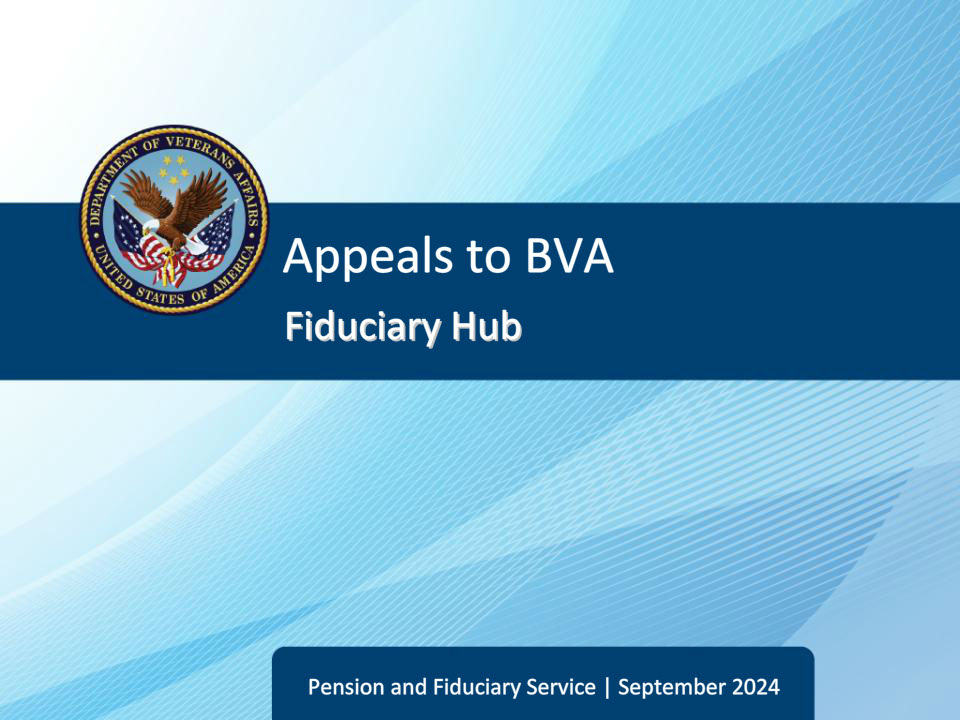 DEPARTMENT OF VETERANS AFFAIRS
UNITED STATES OF AMERICA
Appeals to BVA
Fiduciary Hub
Pension and Fiduciary Service | September 2024